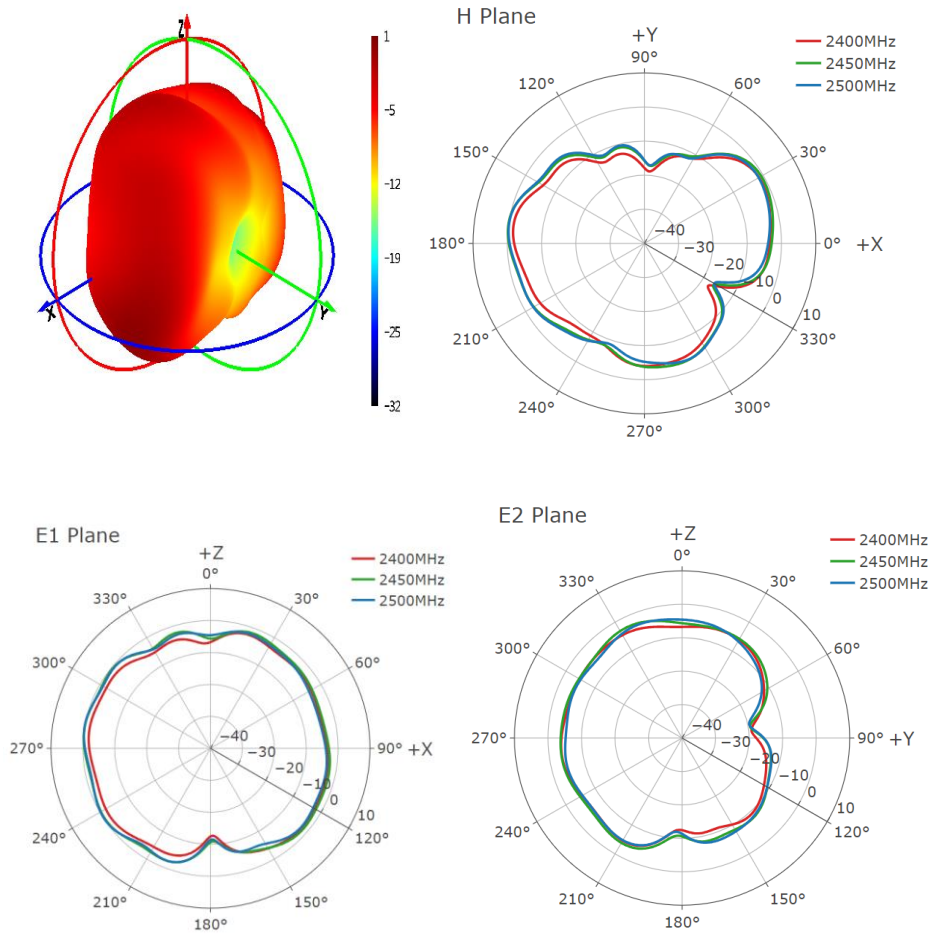 Z
X
Y
1
-5
-12
-19
-25
-32
H Plane
+Y
90°
2400MHz
2450MHz
2500MHz
120°
60°
150°
30°
180°
0° +X
−40
−30
−20
−10
0
10
210°
330°
240°
300°
270°
E1 Plane
+Z
0°
2400MHz
2450MHz
2500MHz
330°
30°
300°
60°
270°
90° +X
−40
−30
−20
−10
0
10
240°
120°
210°
150°
180°
E2 Plane
+Z
0°
2400MHz
2450MHz
2500MHz
330°
30°
300°
60°
270°
90° +Y
−40
−30
−20
−10
0
10
240°
120°
210°
150°
180°